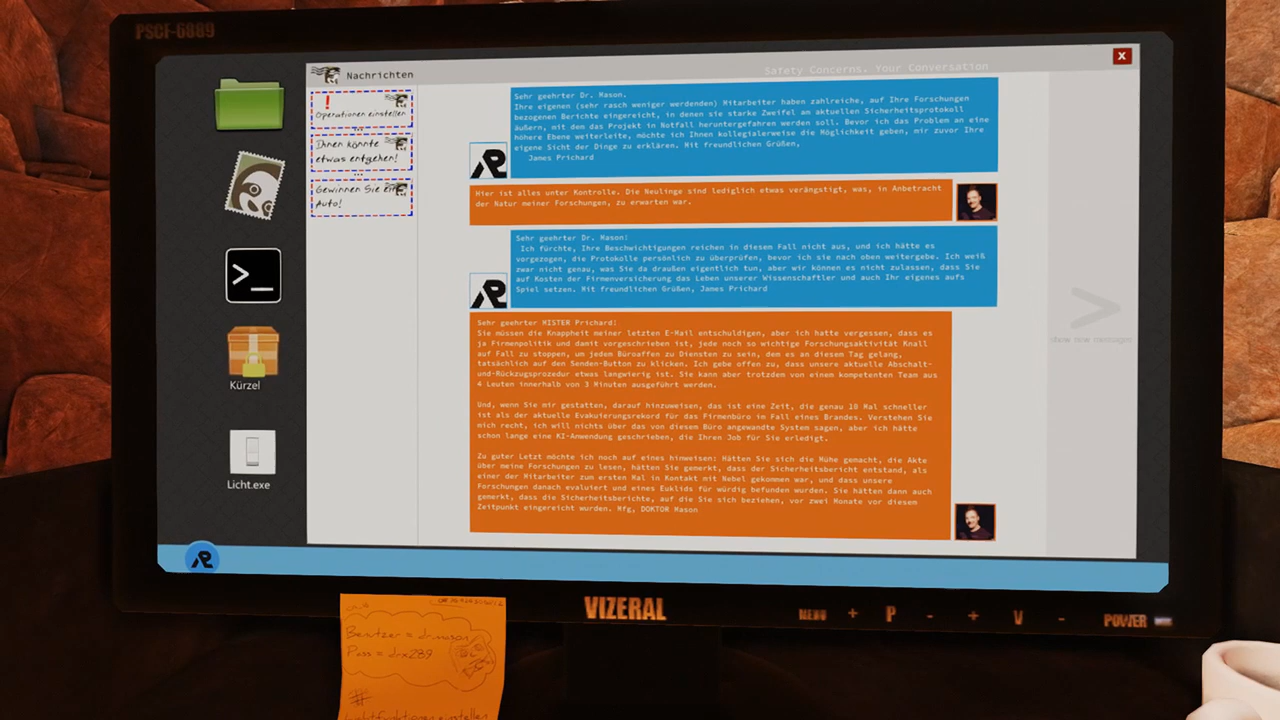 PSCF-6889
Nachrichten
Safety Concerns, Your Conversation
X
!
Operationen einstellen
...
Ihnen könnte
etwas entgehen!
...
Gewinnen Sie ein
Auto!
Sehr geehrter Dr. Mason.
Ihre eigenen (sehr rasch weniger werdenden) Mitarbeiter haben zahlreiche, auf Ihre Forschungen
bezogenen Berichte eingereicht, in denen sie starke Zweifel am aktuellen Sicherheitsprotokoll
äußern, mit dem das Projekt in Notfall heruntergefahren werden soll. Bevor ich das Problem an eine
höhere Ebene weiterleite, möchte ich Ihnen kollegialerweise die Möglichkeit geben, mir zuvor Ihre
eigene Sicht der Dinge zu erklären. Mit freundlichen Grüßen,
James Prichard
Hier ist alles unter Kontrolle. Die Neulinge sind lediglich etwas verängstigt, was, in Anbetracht
der Natur meiner Forschungen, zu erwarten war.
Sehr geehrter Dr. Mason!
Ich fürchte, Ihre Beschwichtigungen reichen in diesem Fall nicht aus, und ich hätte es
vorgezogen, die Protokolle persönlich zu überprüfen, bevor ich sie nach oben weitergebe. Ich weiß
zwar nicht genau, was Sie da draußen eigentlich tun, aber wir können es nicht zulassen, dass Sie
auf Kosten der Firmenversicherung das Leben unserer Wissenschaftler und auch Ihr eigenes aufs
Spiel setzen. Mit freundlichen Grüßen, James Prichard
Sehr geehrter MISTER Prichard!
Sie müssen die Knappheit meiner letzten E-Mail entschuldigen, aber ich hatte vergessen, dass es
ja Firmenpolitik und damit vorgeschrieben ist, jede noch so wichtige Forschungsaktivität Knall
auf Fall zu stoppen, um jedem Büroaffen zu Diensten zu sein, den es an diesem Tag gelang,
tatsächlich auf den Senden-Button zu klicken. Ich gebe offen zu, dass unsere aktuelle Abschalt-
und-Rückzugsprozedur etwas langwierig ist. Sie kann aber trotzdem von einem kompetenten Team aus
4 Leuten innerhalb von 3 Minuten ausgeführt werden.
Und, wenn Sie mir gestatten, darauf hinzuweisen, das ist eine Zeit, die genau 10 Mal schneller
ist als der aktuelle Evakuierungsrekord für das Firmenbüro im Fall eines Brandes. Verstehen Sie
mich recht, ich will nichts über das von diesem Büro angwandte System sagen, aber ich hätte
schon lange eine KI-Anwendung geschrieben, die Ihren Job für Sie erledigt.
Zu guter Letzt möchte ich noch auf eines hinweisen: Hätten Sie sich die Mühe gemacht, die Akte
über meine Forschungen zu lesen, hätten Sie gemerkt, dass der Sicherheitsbericht entstand, als
einer der Mitarbeiter zum ersten Mal in Kontakt mit Nebel gekommen war, und dass unsere
Forschungen danach evaluiert und eines Euklids für würdig befunden wurden. Sie hätten dann auch
gemerkt, dass die Sicherheitsberichte, auf die Sie sich beziehen, vor zwei Monate vor diesem
Zeitpunkt eingereicht wurden. Mfg, DOKTOR Mason
>
show new messages
>_
Kürzel
Licht.exe
VIZERAL
MENU + P - + V - POWER
Benutzer = dr.mason
Pass = drx239
#
Lichtfunktionen einstellen